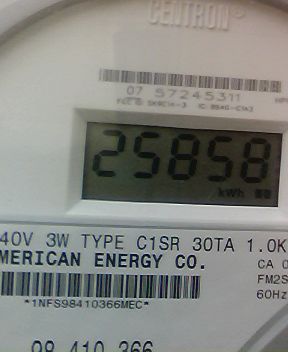 CENTRON®
07 57245311
25858
kWh
40V 3W TYPE C1SR 30TA 1.0K
MERICAN ENERGY CO.
CA 0
FM2S
60Hz
*1NFS98410366MEC*
98 410 366